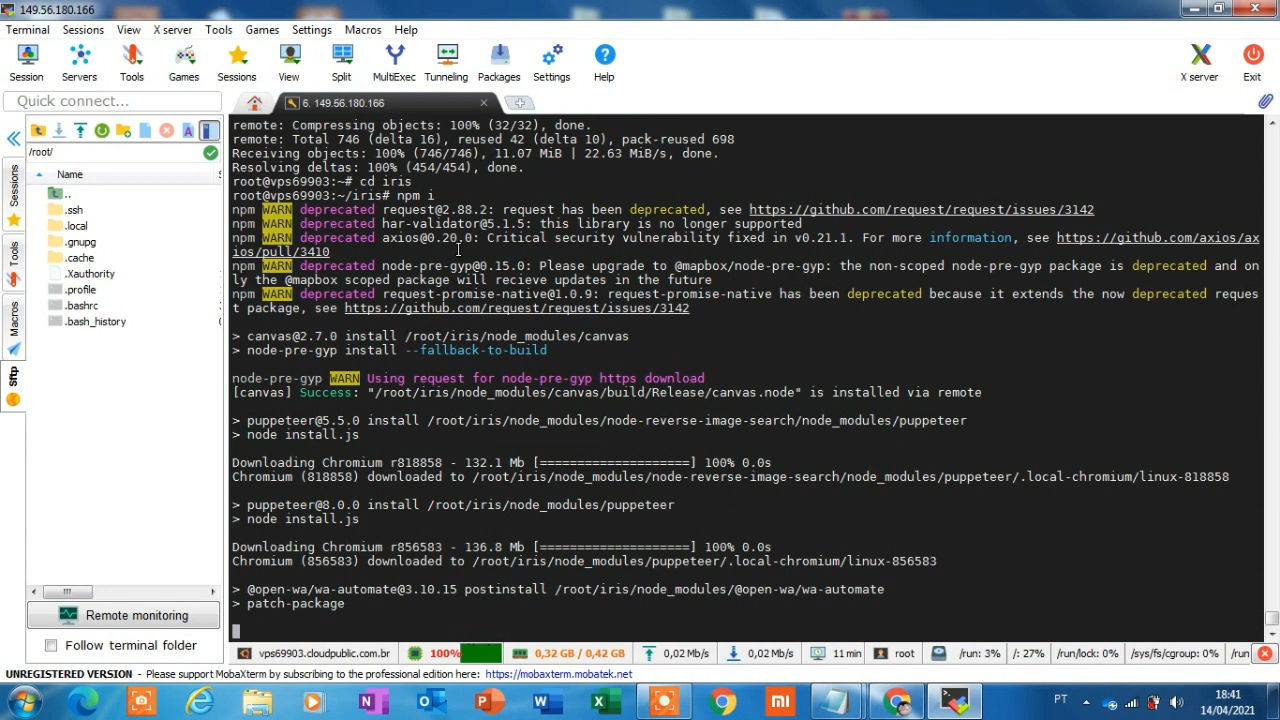 149.56.180.166
Terminal Sessions View X server Tools Games Settings Macros Help
Session Servers Tools Games Sessions View Split MultiExec Tunneling Packages Settings Help X server Exit
Quick connect...
6. 149.56.180.166
/root/
Name
..
.ssh
.local
.gnupg
.cache
.Xauthority
.profile
.bashrc
.bash_history
Sessions
Tools
Macros
Sftp
remote: Compressing objects: 100% (32/32), done.
remote: Total 746 (delta 16), reused 42 (delta 10), pack-reused 698
Receiving objects: 100% (746/746), 11.07 MiB | 22.63 MiB/s, done.
Resolving deltas: 100% (454/454), done.
root@vps69903:~# cd iris
root@vps69903:~/iris# npm i
npm WARN deprecated request@2.88.2: request has been deprecated, see https://github.com/request/request/issues/3142
npm WARN deprecated har-validator@5.1.5: this library is no longer supported
npm WARN deprecated axios@0.20.0: Critical security vulnerability fixed in v0.21.1. For more information, see https://github.com/axios/ax
ios/pull/3410
npm WARN deprecated node-pre-gyp@0.15.0: Please upgrade to @mapbox/node-pre-gyp: the non-scoped node-pre-gyp package is deprecated and on
ly the @mapbox scoped package will recieve updates in the future
npm WARN deprecated request-promise-native@1.0.9: request-promise-native has been deprecated because it extends the now deprecated reques
t package, see https://github.com/request/request/issues/3142
> canvas@2.7.0 install /root/iris/node_modules/canvas
> node-pre-gyp install --fallback-to-build
node-pre-gyp WARN Using request for node-pre-gyp https download
[canvas] Success: "/root/iris/node_modules/canvas/build/Release/canvas.node" is installed via remote
> puppeteer@5.5.0 install /root/iris/node_modules/node-reverse-image-search/node_modules/puppeteer
> node install.js
Downloading Chromium r818858 - 132.1 Mb [====================] 100% 0.0s
Chromium (818858) downloaded to /root/iris/node_modules/node-reverse-image-search/node_modules/puppeteer/.local-chromium/linux-818858
> puppeteer@8.0.0 install /root/iris/node_modules/puppeteer
> node install.js
Downloading Chromium r856583 - 136.8 Mb [====================] 100% 0.0s
Chromium (856583) downloaded to /root/iris/node_modules/puppeteer/.local-chromium/linux-856583
> @open-wa/wa-automate@3.10.15 postinstall /root/iris/node_modules/@open-wa/wa-automate
> patch-package
Remote monitoring
Follow terminal folder
vps69903.cloudpublic.com.br 100% 0,32 GB / 0,42 GB 0,02 Mb/s 0,02 Mb/s 11 min root /run: 3% /: 27% /run/lock: 0% /sys/fs/cgroup: 0% /run
UNREGISTERED VERSION - Please support MobaXterm by subscribing to the professional edition here: https://mobaxterm.mobatek.net
PT
18:41
14/04/2021